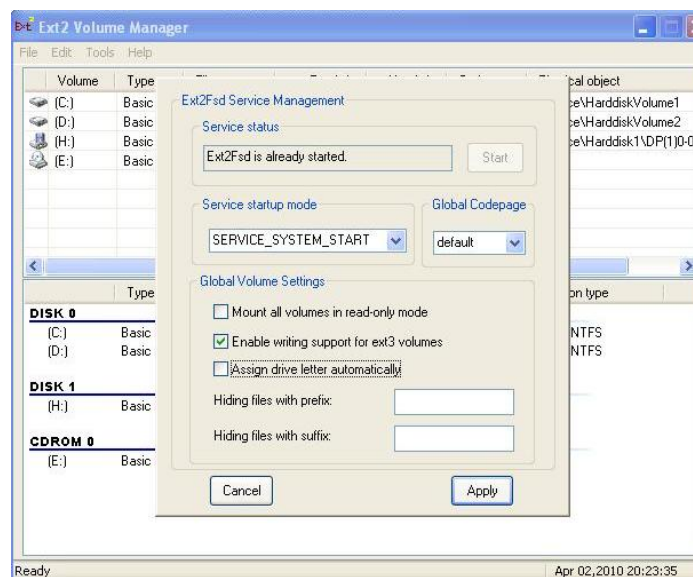 Ext2 Volume Manager
File Edit Tools Help
Volume Type Physical object
(C:) Basic ce\HarddiskVolume1
(D:) Basic ce\HarddiskVolume2
(H:) Basic ce\Harddisk1\DP(1)0-0
(E:) Basic
Ext2Fsd Service Management
Service status
Ext2Fsd is already started. Start
Service startup mode Global Codepage
SERVICE_SYSTEM_START default
Global Volume Settings
Mount all volumes in read-only mode
Enable writing support for ext3 volumes
Assign drive letter automatically
Hiding files with prefix:
Hiding files with suffix:
Cancel Apply
Type on type
DISK 0
(C:) Basic NTFS
(D:) Basic NTFS
DISK 1
(H:) Basic
CDROM 0
(E:) Basic
Ready Apr 02,2010 20:23:35